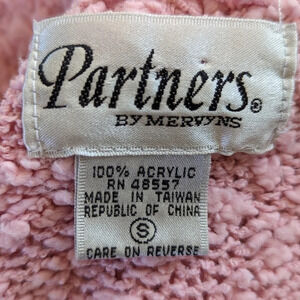 Partners®
BY MERVYNS
100% ACRYLIC
RN 48557
MADE IN TAIWAN
REPUBLIC OF CHINA
S
CARE ON REVERSE